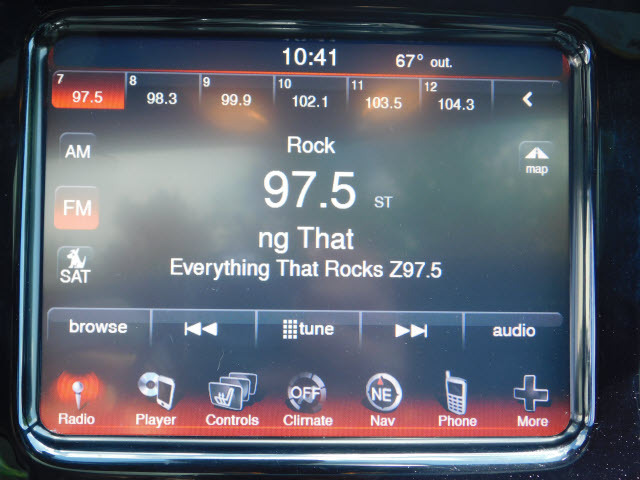 10:41 67° out.
7 8 9 10 11 12
97.5 98.3 99.9 102.1 103.5 104.3
AM Rock
map
97.5 ST
FM
ng That
SAT Everything That Rocks Z97.5
browse tune audio
OFF NE
Radio Player Controls Climate Nav Phone More